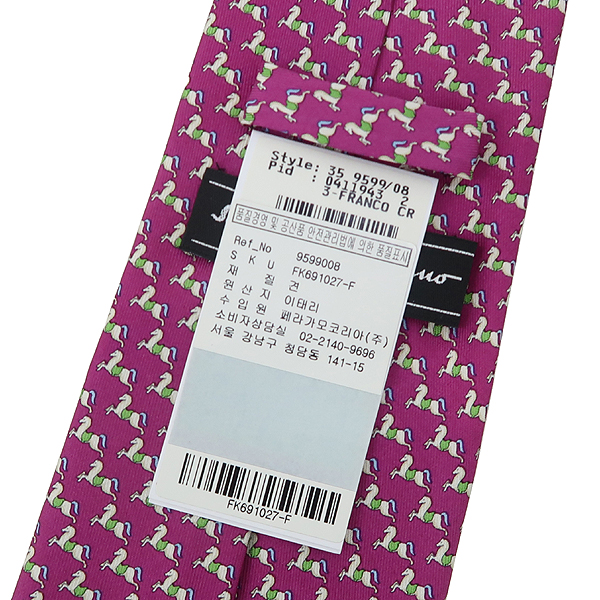 Style: 35 9599/08
Pid : 0411943 2
3-FRANCO CR
품질경영 및 공산품 안전관리법에 의한 품질표시
Ref_No 9599008
S K U FK691027-F
재 질 견
원 산 지 이태리
수 입 원 페라가모코리아(주)
소비자상담실 02-2140-9696
서울 강남구 청담동 141-15
FK691027-F